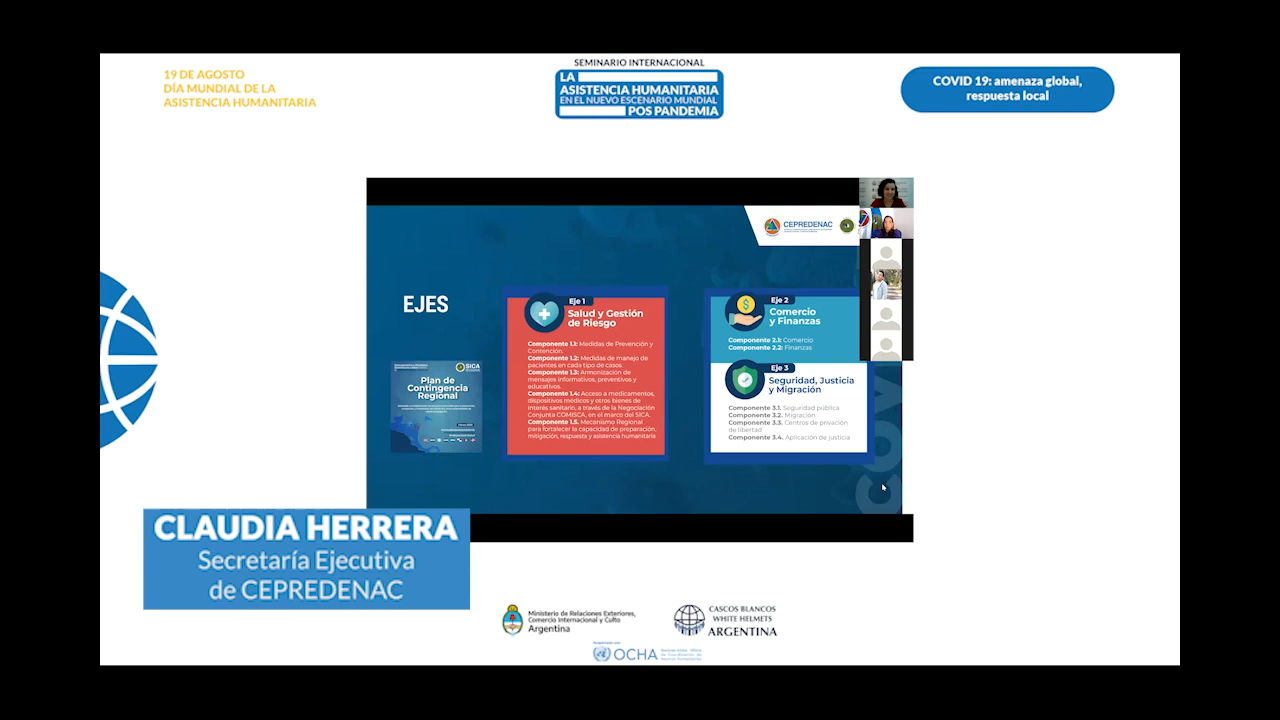 19 DE AGOSTO
DÍA MUNDIAL DE LA
ASISTENCIA HUMANITARIA
SEMINARIO INTERNACIONAL
LA
ASISTENCIA HUMANITARIA
EN EL NUEVO ESCENARIO MUNDIAL
POS PANDEMIA
COVID 19: amenaza global,
respuesta local
CEPREDENAC
EJES
SICA
Plan de
Contingencia
Regional
Eje 1
Salud y Gestión
de Riesgo
Componente 1.1: Medidas de Prevención y
Contención.
Componente 1.2: Medidas de manejo de
pacientes en cada tipo de casos.
Componente 1.3: Armonización de
mensajes informativos, preventivos y
educativos.
Componente 1.4: Acceso a medicamentos,
dispositivos médicos y otros bienes de
interés sanitario, a través de la Negociación
Conjunta COMISCA, en el marco del SICA.
Componente 1.5. Mecanismo Regional
para fortalecer la capacidad de preparación,
mitigación, respuesta y asistencia humanitaria
Eje 2
Comercio
y Finanzas
Componente 2.1: Comercio
Componente 2.2: Finanzas
Eje 3
Seguridad, Justicia
y Migración
Componente 3.1. Seguridad pública
Componente 3.2. Migración
Componente 3.3. Centros de privación
de libertad
Componente 3.4. Aplicación de justicia
COV
CLAUDIA HERRERA
Secretaría Ejecutiva
de CEPREDENAC
Ministerio de Relaciones Exteriores,
Comercio Internacional y Culto
Argentina
CASCOS BLANCOS
WHITE HELMETS
ARGENTINA
OCHA